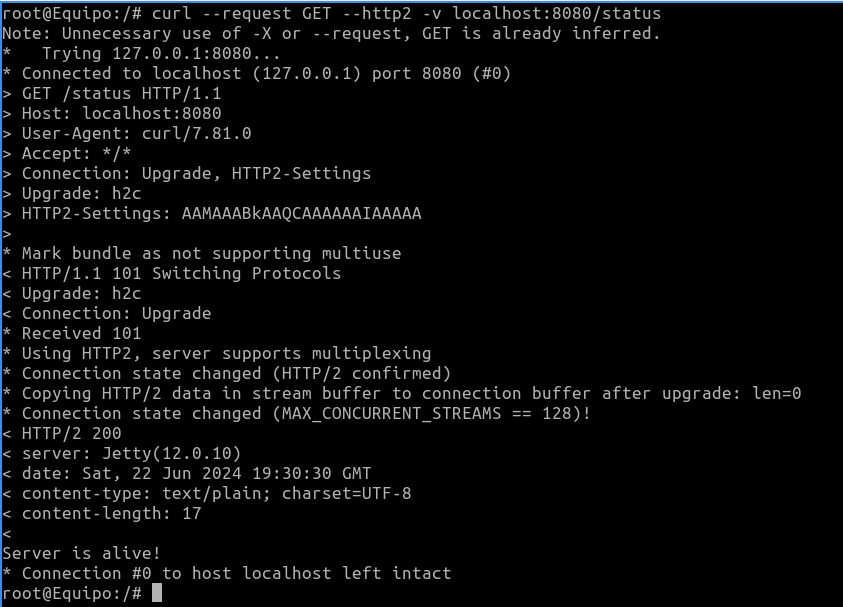 root@Equipo:/# curl --request GET --http2 -v localhost:8080/status
Note: Unnecessary use of -X or --request, GET is already inferred.
*   Trying 127.0.0.1:8080...
* Connected to localhost (127.0.0.1) port 8080 (#0)
> GET /status HTTP/1.1
> Host: localhost:8080
> User-Agent: curl/7.81.0
> Accept: */*
> Connection: Upgrade, HTTP2-Settings
> Upgrade: h2c
> HTTP2-Settings: AAMAAABkAAQCAAAAAAIAAAAA
>
* Mark bundle as not supporting multiuse
< HTTP/1.1 101 Switching Protocols
< Upgrade: h2c
< Connection: Upgrade
* Received 101
* Using HTTP2, server supports multiplexing
* Connection state changed (HTTP/2 confirmed)
* Copying HTTP/2 data in stream buffer to connection buffer after upgrade: len=0
* Connection state changed (MAX_CONCURRENT_STREAMS == 128)!
< HTTP/2 200
< server: Jetty(12.0.10)
< date: Sat, 22 Jun 2024 19:30:30 GMT
< content-type: text/plain; charset=UTF-8
< content-length: 17
<
Server is alive!
* Connection #0 to host localhost left intact
root@Equipo:/#